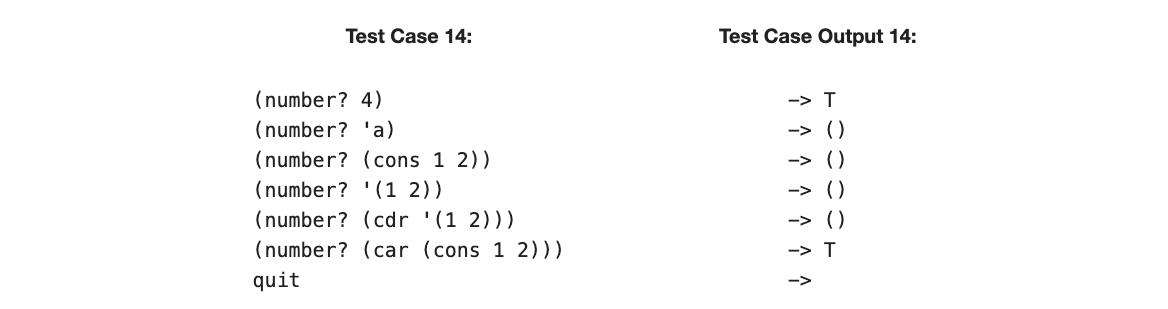 Test Case 14: Test Case Output 14:
(number? 4) -> T
(number? 'a) -> ()
(number? (cons 1 2)) -> ()
(number? '(1 2)) -> ()
(number? (cdr '(1 2))) -> ()
(number? (car (cons 1 2))) -> T
quit ->